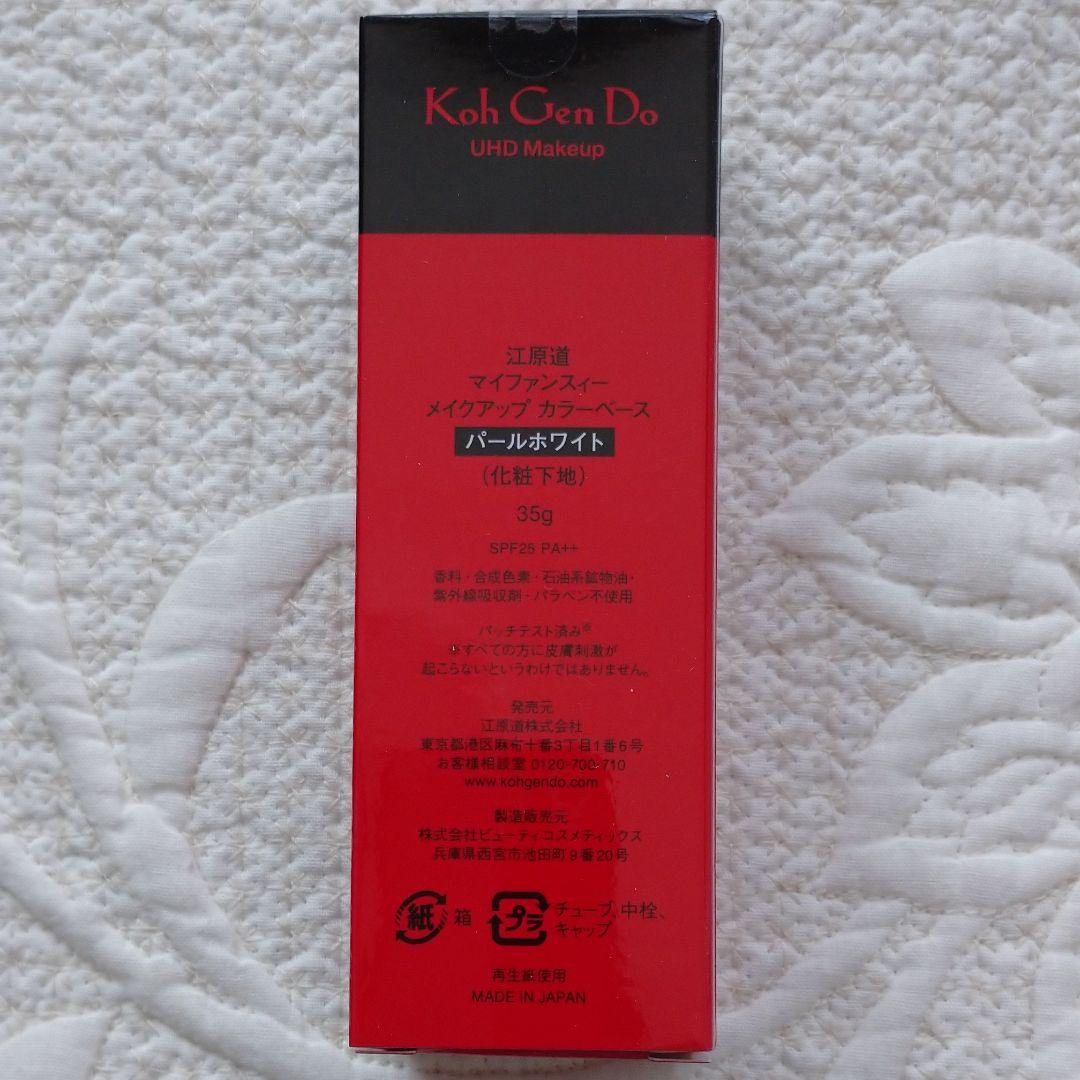 Koh Gen Do
UHD Makeup
江原道
マイファンスィー
メイクアップ カラーベース
パールホワイト
(化粧下地)
35g
SPF25 PA++
香料・合成色素・石油系鉱物油・
紫外線吸収剤・パラベン不使用
パッチテスト済み※
※すべての方に皮膚刺激が
起こらないというわけではありません。
発売元
江原道株式会社
東京都港区麻布十番3丁目1番6号
お客様相談室 0120-700-710
www.kohgendo.com
製造販売元
株式会社ビューティコスメティックス
兵庫県西宮市池田町9番20号
紙 箱
プラ チューブ、中栓、
キャップ
再生紙使用
MADE IN JAPAN